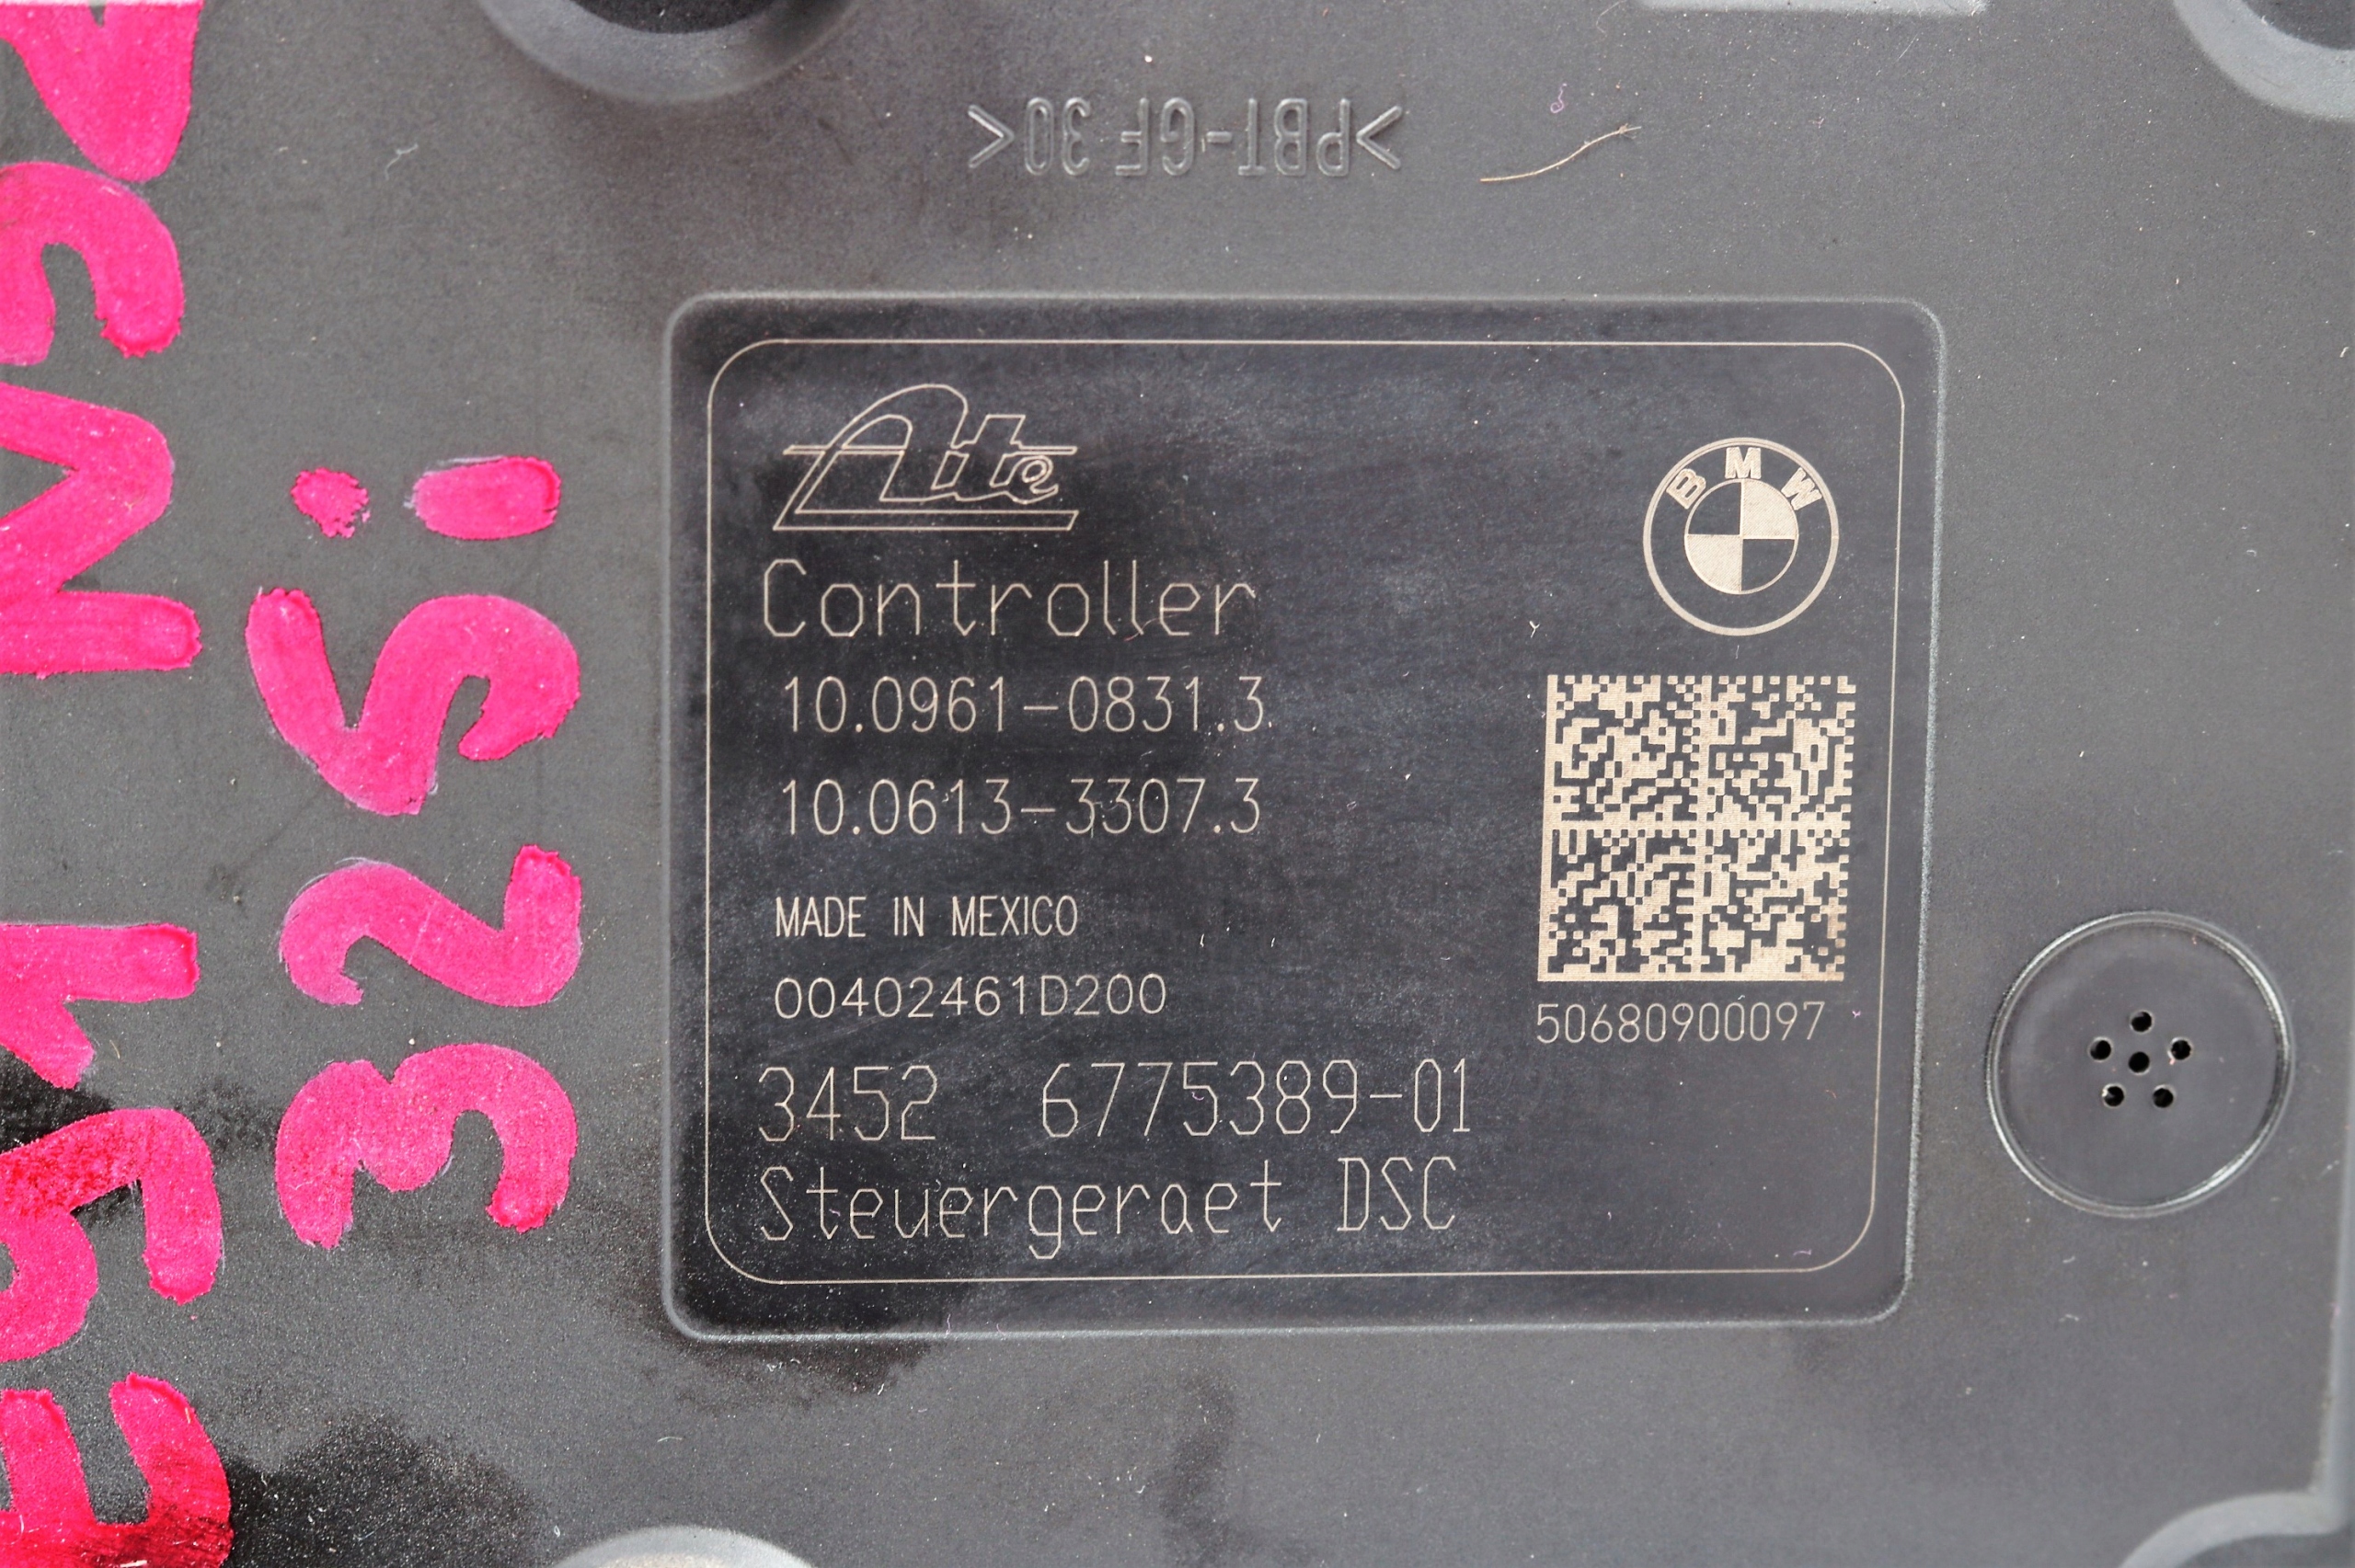 >PBT-GF 30<
Ate
BMW
Controller
10.0961-0831.3
10.0613-3307.3
MADE IN MEXICO
00402461D200
50680900097
3452 6775389-01
Steuergeraet DSC
325i